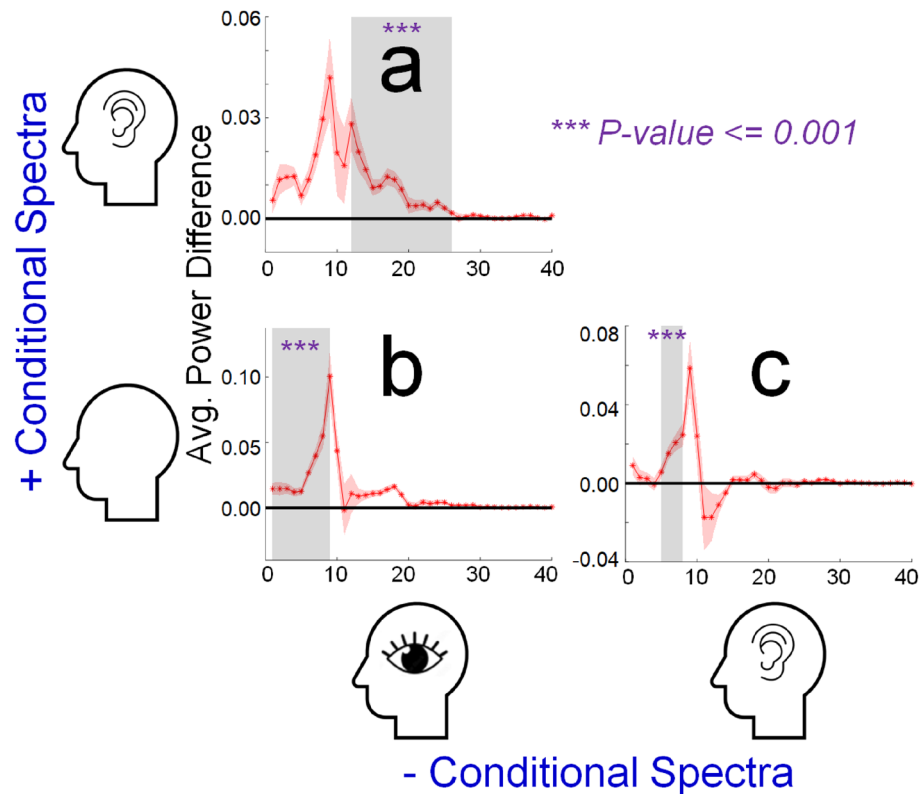 + Conditional Spectra
Avg. Power Difference
0.06
0.03
0.00
***
a
0 10 20 30 40
*** P-value <= 0.001
0.10
0.05
0.00
***
b
0 10 20 30 40
0.08
0.04
0.00
-0.04
***
c
0 10 20 30 40
- Conditional Spectra